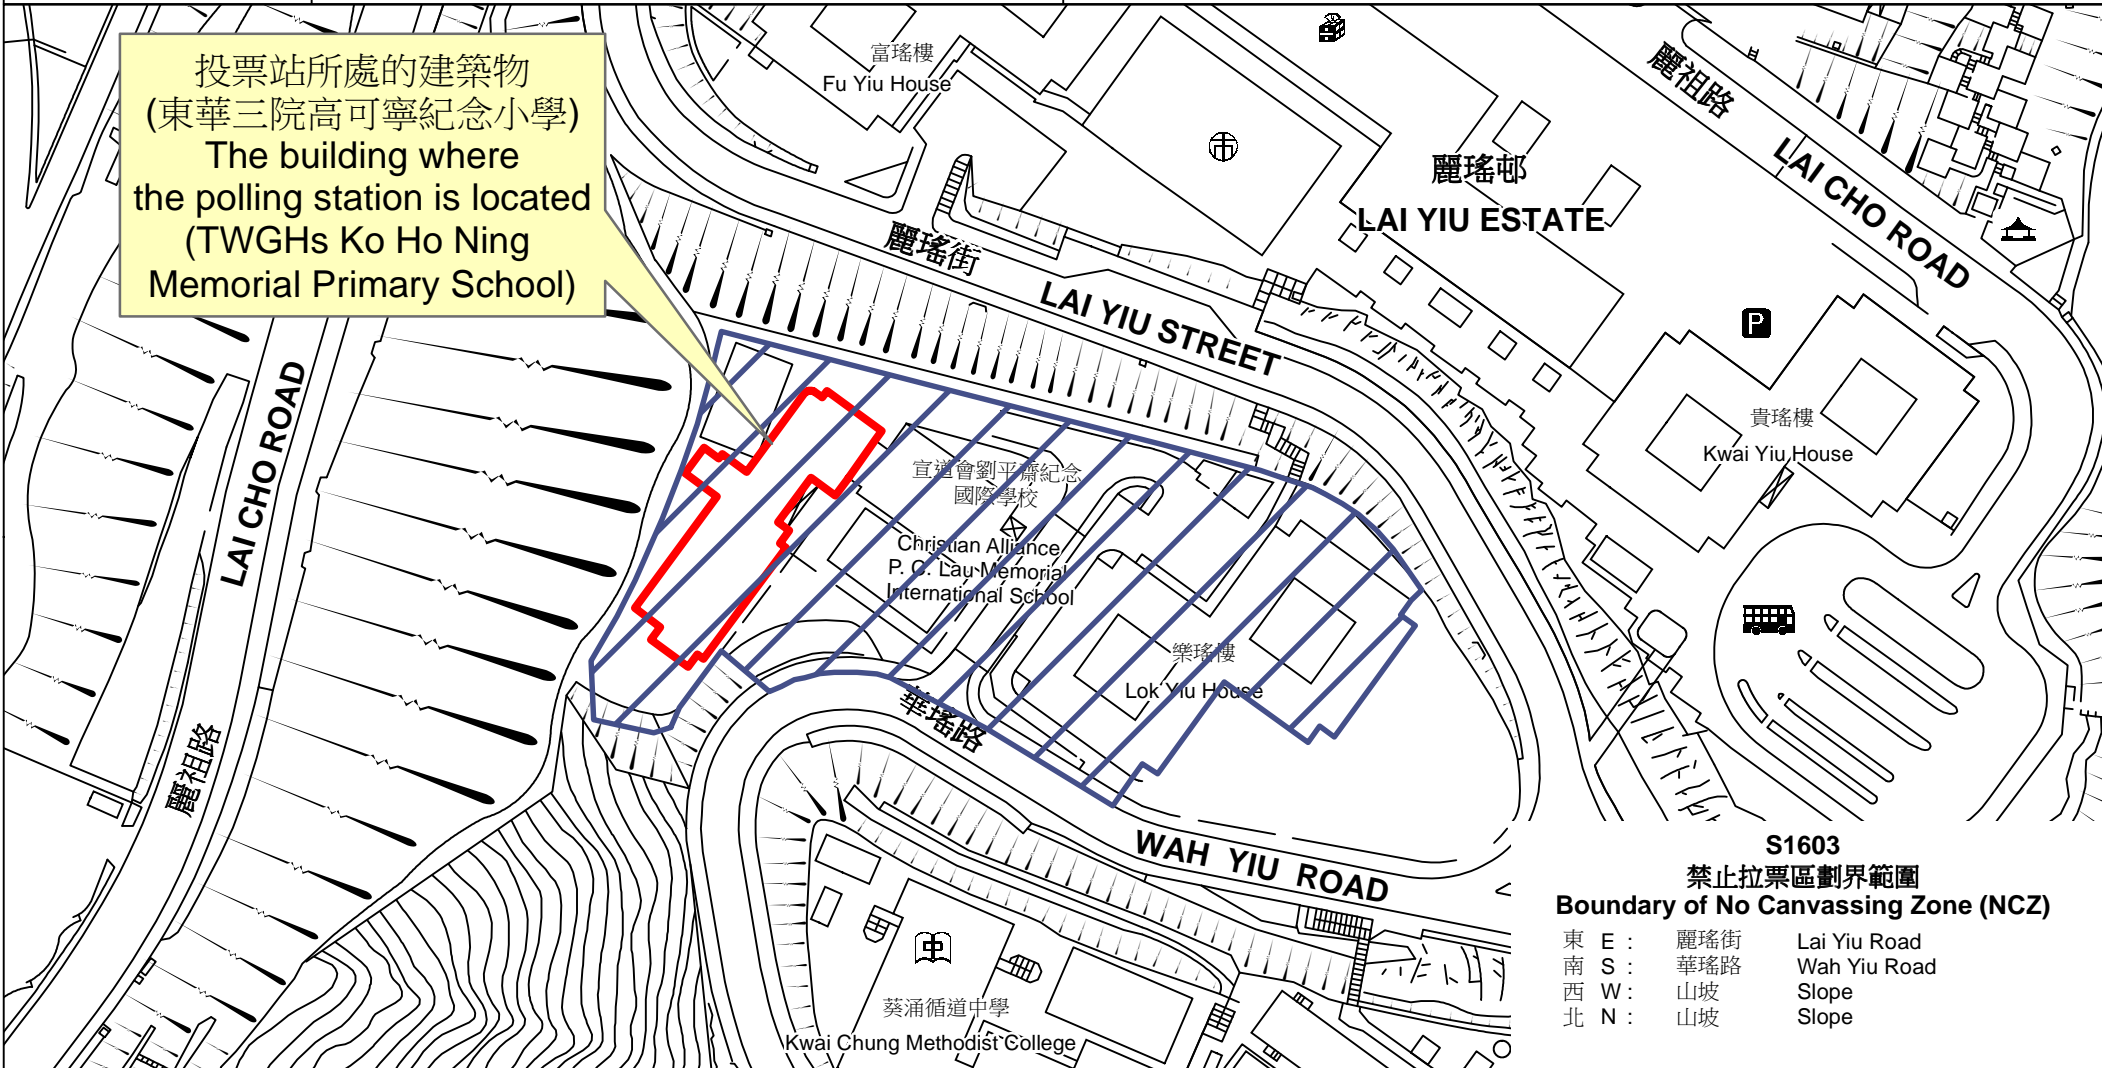 投票站所處的建築物
(東華三院高可寧紀念小學)
The building where
the polling station is located
(TWGHs Ko Ho Ning
Memorial Primary School)
富瑤樓
Fu Yiu House
麗祖路
LAI CHO ROAD
麗瑤邨
LAI YIU ESTATE
市
麗瑤街
LAI YIU STREET
P
貴瑤樓
Kwai Yiu House
LAI CHO ROAD
麗祖路
宣道會劉平齋紀念
國際學校
Christian Alliance
P. C. Lau Memorial
International School
樂瑤樓
Lok Yiu House
華瑤路
WAH YIU ROAD
中
葵涌循道中學
Kwai Chung Methodist College
S1603
禁止拉票區劃界範圍
Boundary of No Canvassing Zone (NCZ)
東 E : 麗瑤街 Lai Yiu Road
南 S : 華瑤路 Wah Yiu Road
西 W : 山坡 Slope
北 N : 山坡 Slope